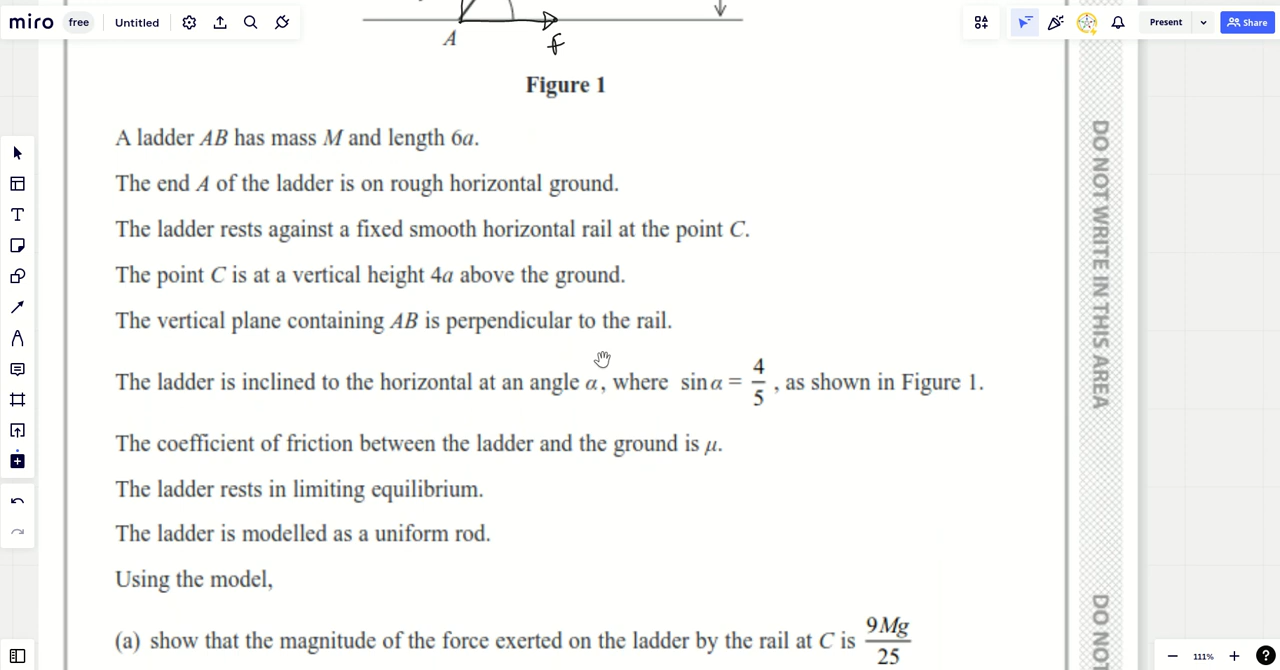 miro free Untitled Present Share
A
f
Figure 1
A ladder AB has mass M and length 6a.
The end A of the ladder is on rough horizontal ground.
The ladder rests against a fixed smooth horizontal rail at the point C.
The point C is at a vertical height 4a above the ground.
The vertical plane containing AB is perpendicular to the rail.
The ladder is inclined to the horizontal at an angle α, where sin α = 4/5, as shown in Figure 1.
The coefficient of friction between the ladder and the ground is μ.
The ladder rests in limiting equilibrium.
The ladder is modelled as a uniform rod.
Using the model,
(a) show that the magnitude of the force exerted on the ladder by the rail at C is 9Mg/25
DO NOT WRITE IN THIS AREA
DO NO
− 111% + ?